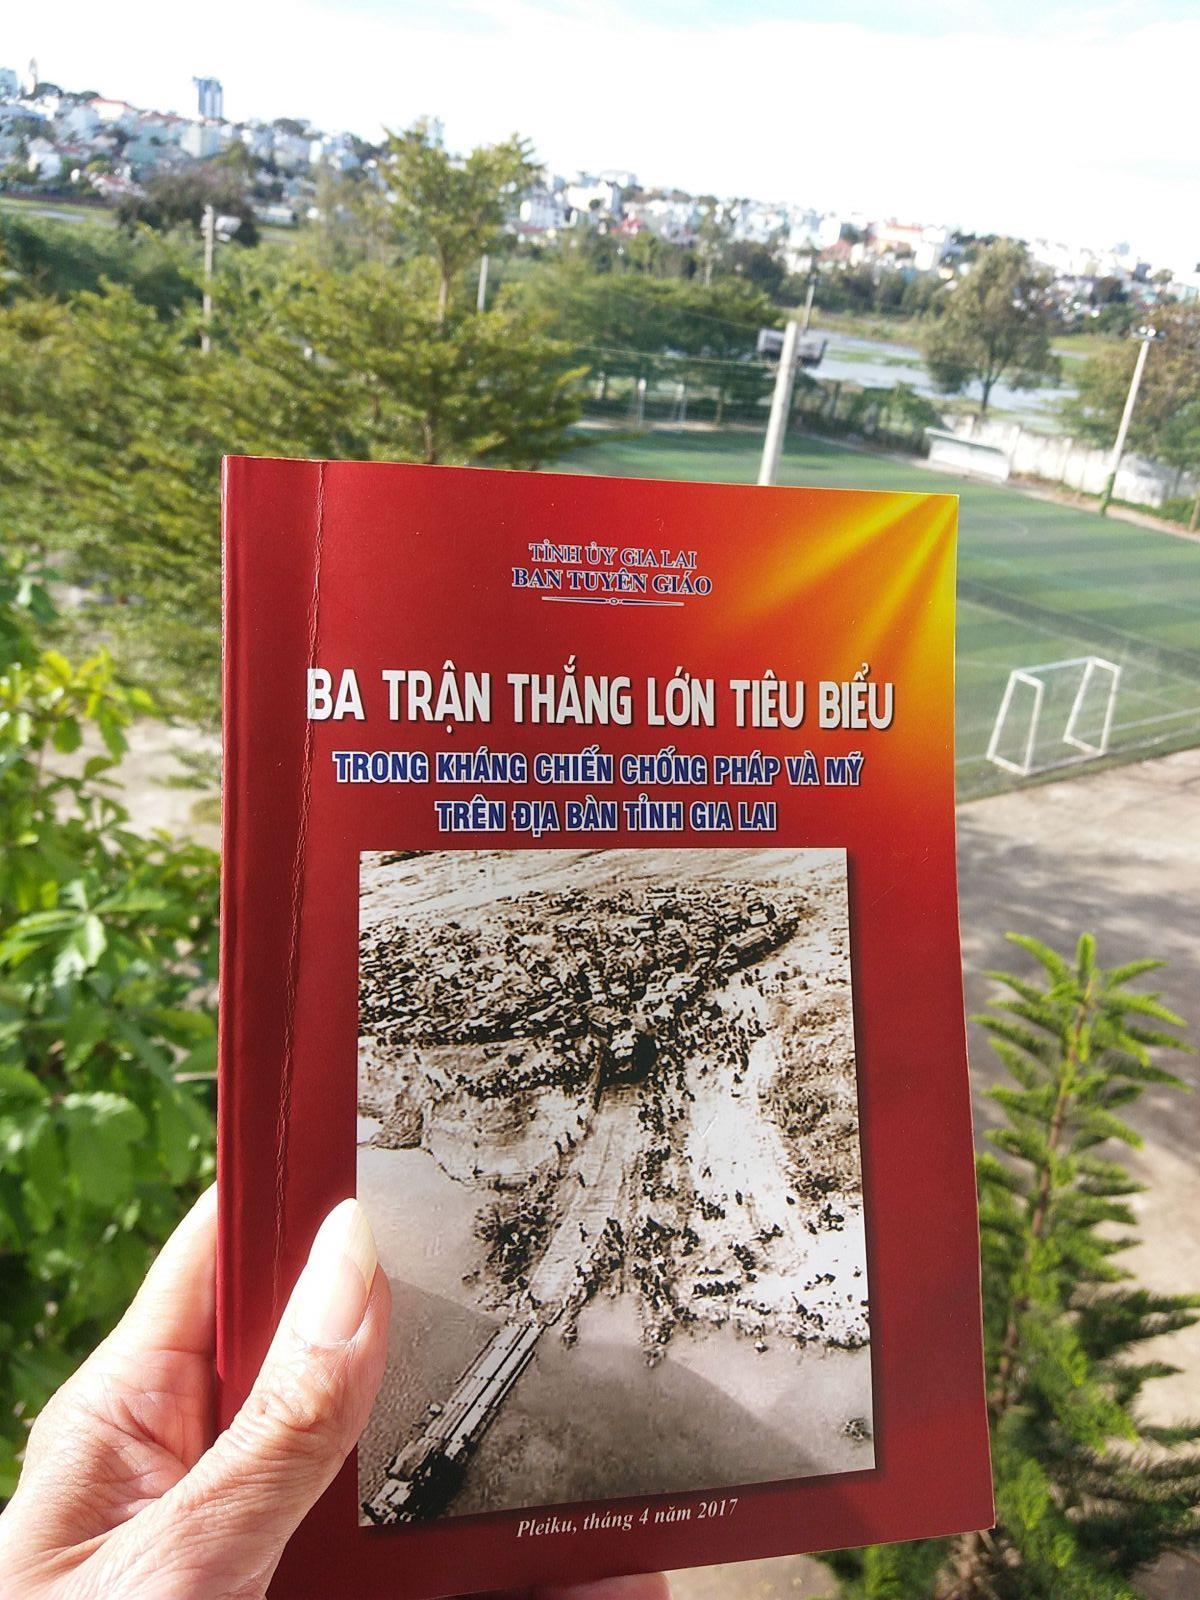 TỈNH ỦY GIA LAI
BAN TUYÊN GIÁO
BA TRẬN THẮNG LỚN TIÊU BIỂU
TRONG KHÁNG CHIẾN CHỐNG PHÁP VÀ MỸ
TRÊN ĐỊA BÀN TỈNH GIA LAI
Pleiku, tháng 4 năm 2017